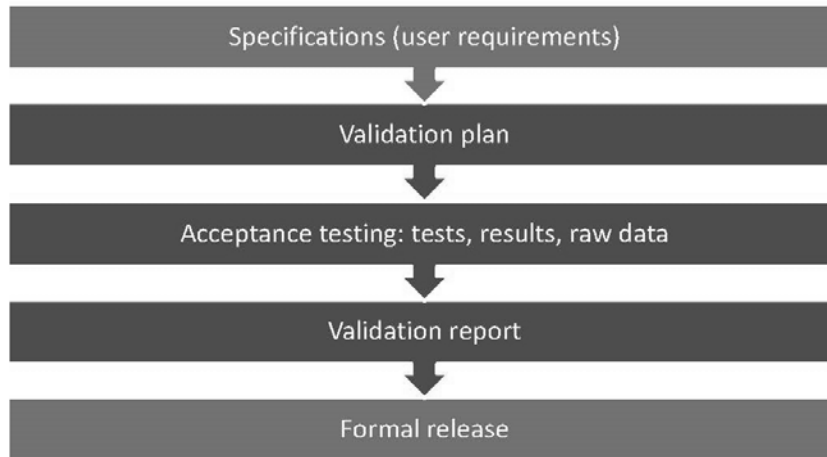 Specifications (user requirements)
Validation plan
Acceptance testing: tests, results, raw data
Validation report
Formal release